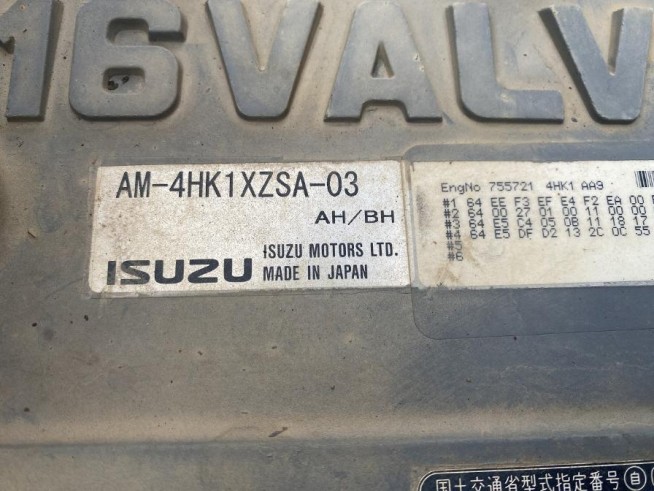 16VALV
AM-4HK1XZSA-03
AH/BH
ISUZU
ISUZU MOTORS LTD.
MADE IN JAPAN
EngNo 755721 4HK1 AA9
#1 64 EE F3 EF E4 F2 EA 00
#2 64 00 27 01 00 11 00 00
#3 64 E5 C4 05 0B 11 18 17
#4 64 E5 DF D2 13 2C 0C 55
#5
#6
国土交通省型式指定番号 自